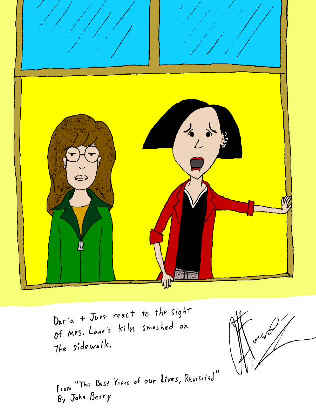 Daria + Jane react to the sight
of Mrs. Lane's kiln smashed on
the sidewalk.
From "The Best Years of our Lives, Revisited"
By John Berry